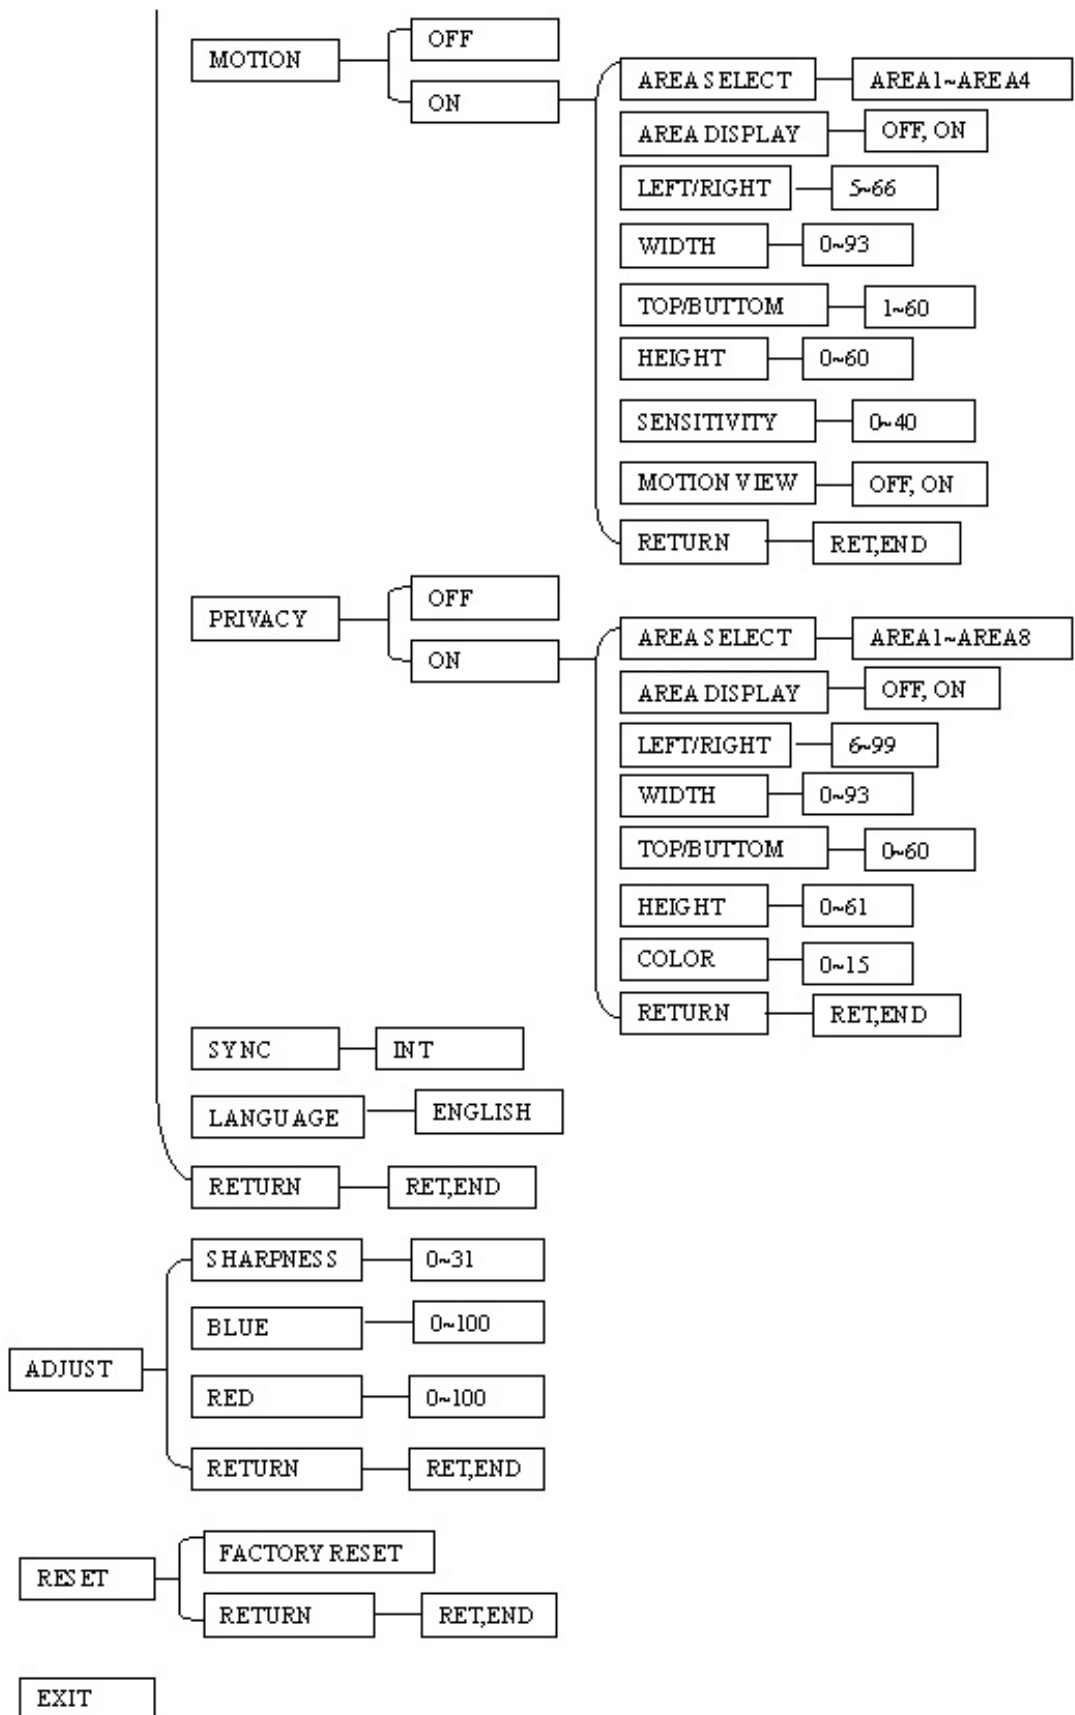 MOTION
OFF
ON
AREA SELECT
AREA1~AREA4
AREA DISPLAY
OFF, ON
LEFT/RIGHT
5~66
WIDTH
0~93
TOP/BUTTOM
1~60
HEIGHT
0~60
SENSITIVITY
0~40
MOTION VIEW
OFF, ON
RETURN
RET,END
PRIVACY
OFF
ON
AREA SELECT
AREA1~AREA8
AREA DISPLAY
OFF, ON
LEFT/RIGHT
6~99
WIDTH
0~93
TOP/BUTTOM
0~60
HEIGHT
0~61
COLOR
0~15
RETURN
RET,END
SYNC
INT
LANGUAGE
ENGLISH
RETURN
RET,END
ADJUST
SHARPNESS
0~31
BLUE
0~100
RED
0~100
RETURN
RET,END
RESET
FACTORY RESET
RETURN
RET,END
EXIT